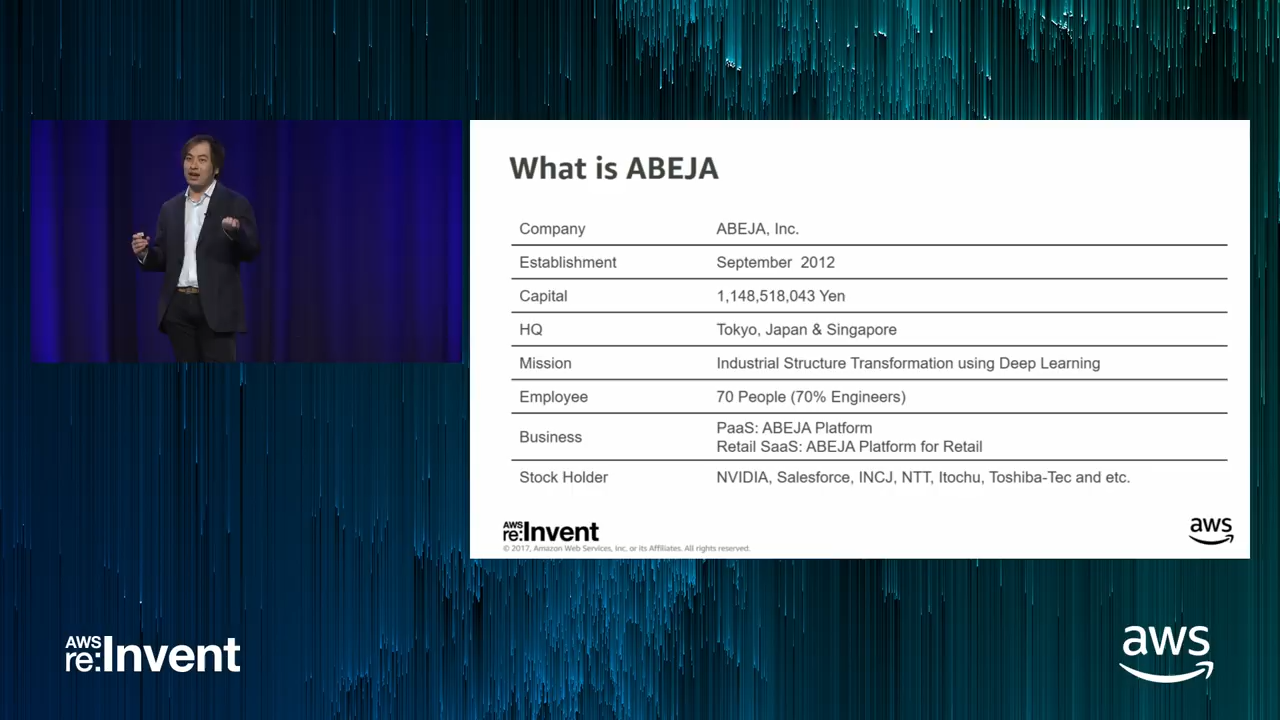 What is ABEJA
Company ABEJA, Inc.
Establishment September 2012
Capital 1,148,518,043 Yen
HQ Tokyo, Japan & Singapore
Mission Industrial Structure Transformation using Deep Learning
Employee 70 People (70% Engineers)
Business PaaS: ABEJA Platform
Retail SaaS: ABEJA Platform for Retail
Stock Holder NVIDIA, Salesforce, INCJ, NTT, Itochu, Toshiba-Tec and etc.
AWS
re:Invent
aws
© 2017, Amazon Web Services, Inc. or its Affiliates. All rights reserved.
AWS
re:Invent
aws